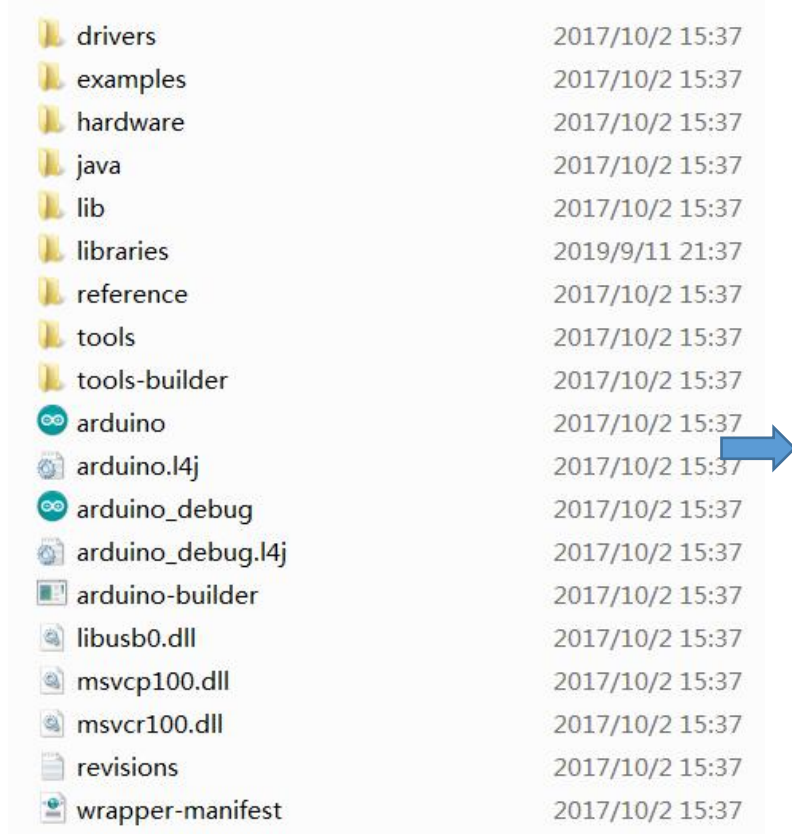 drivers 2017/10/2 15:37
examples 2017/10/2 15:37
hardware 2017/10/2 15:37
java 2017/10/2 15:37
lib 2017/10/2 15:37
libraries 2019/9/11 21:37
reference 2017/10/2 15:37
tools 2017/10/2 15:37
tools-builder 2017/10/2 15:37
arduino 2017/10/2 15:37
arduino.l4j 2017/10/2 15:37
arduino_debug 2017/10/2 15:37
arduino_debug.l4j 2017/10/2 15:37
arduino-builder 2017/10/2 15:37
libusb0.dll 2017/10/2 15:37
msvcp100.dll 2017/10/2 15:37
msvcr100.dll 2017/10/2 15:37
revisions 2017/10/2 15:37
wrapper-manifest 2017/10/2 15:37